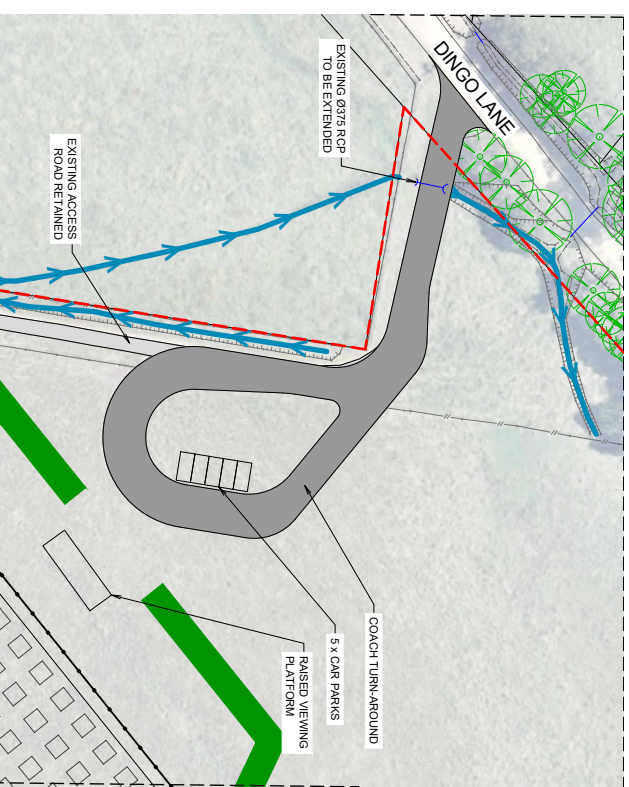 DINGO LANE
EXISTING Ø375 RCP
TO BE EXTENDED
EXISTING ACCESS
ROAD RETAINED
COACH TURN-AROUND
5 x CAR PARKS
RAISED VIEWING
PLATFORM